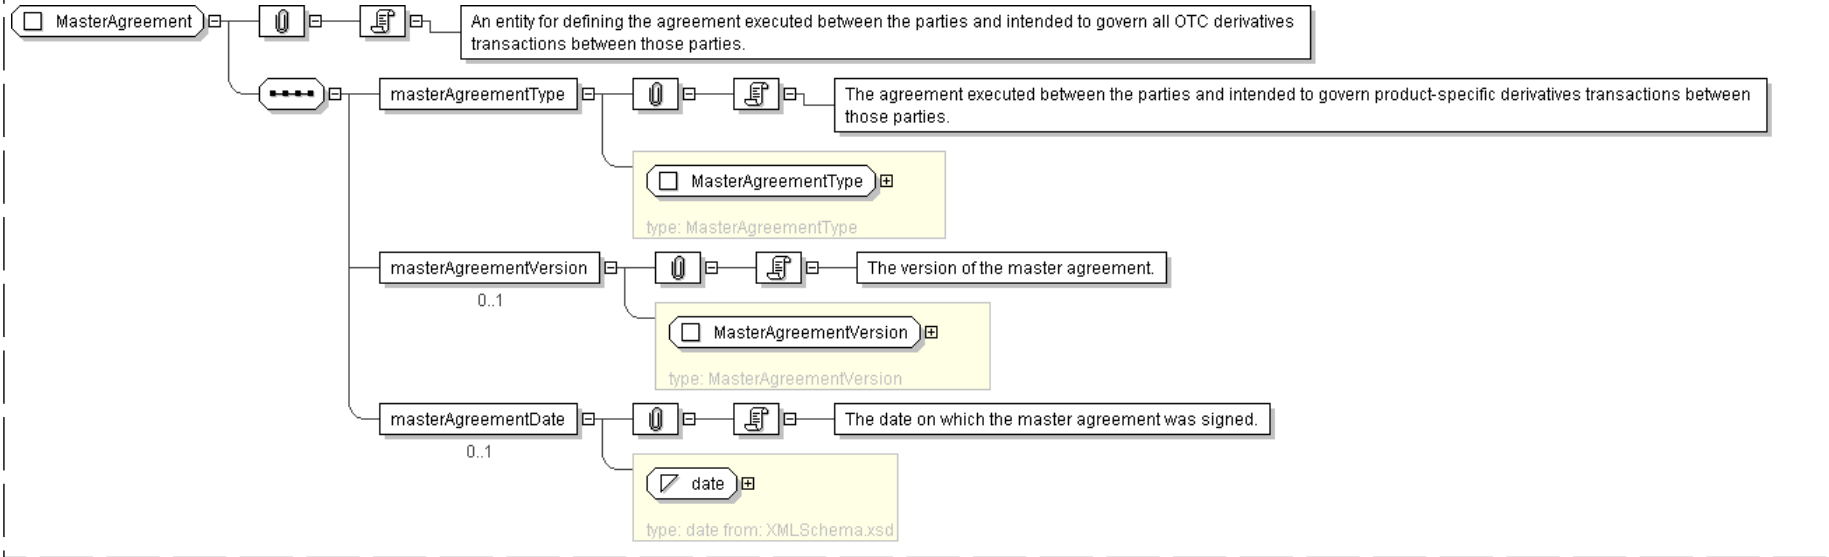 MasterAgreement
An entity for defining the agreement executed between the parties and intended to govern all OTC derivatives
transactions between those parties.
masterAgreementType
The agreement executed between the parties and intended to govern product-specific derivatives transactions between
those parties.
MasterAgreementType
type: MasterAgreementType
masterAgreementVersion
The version of the master agreement.
0..1
MasterAgreementVersion
type: MasterAgreementVersion
masterAgreementDate
The date on which the master agreement was signed.
0..1
date
type: date from: XMLSchema.xsd